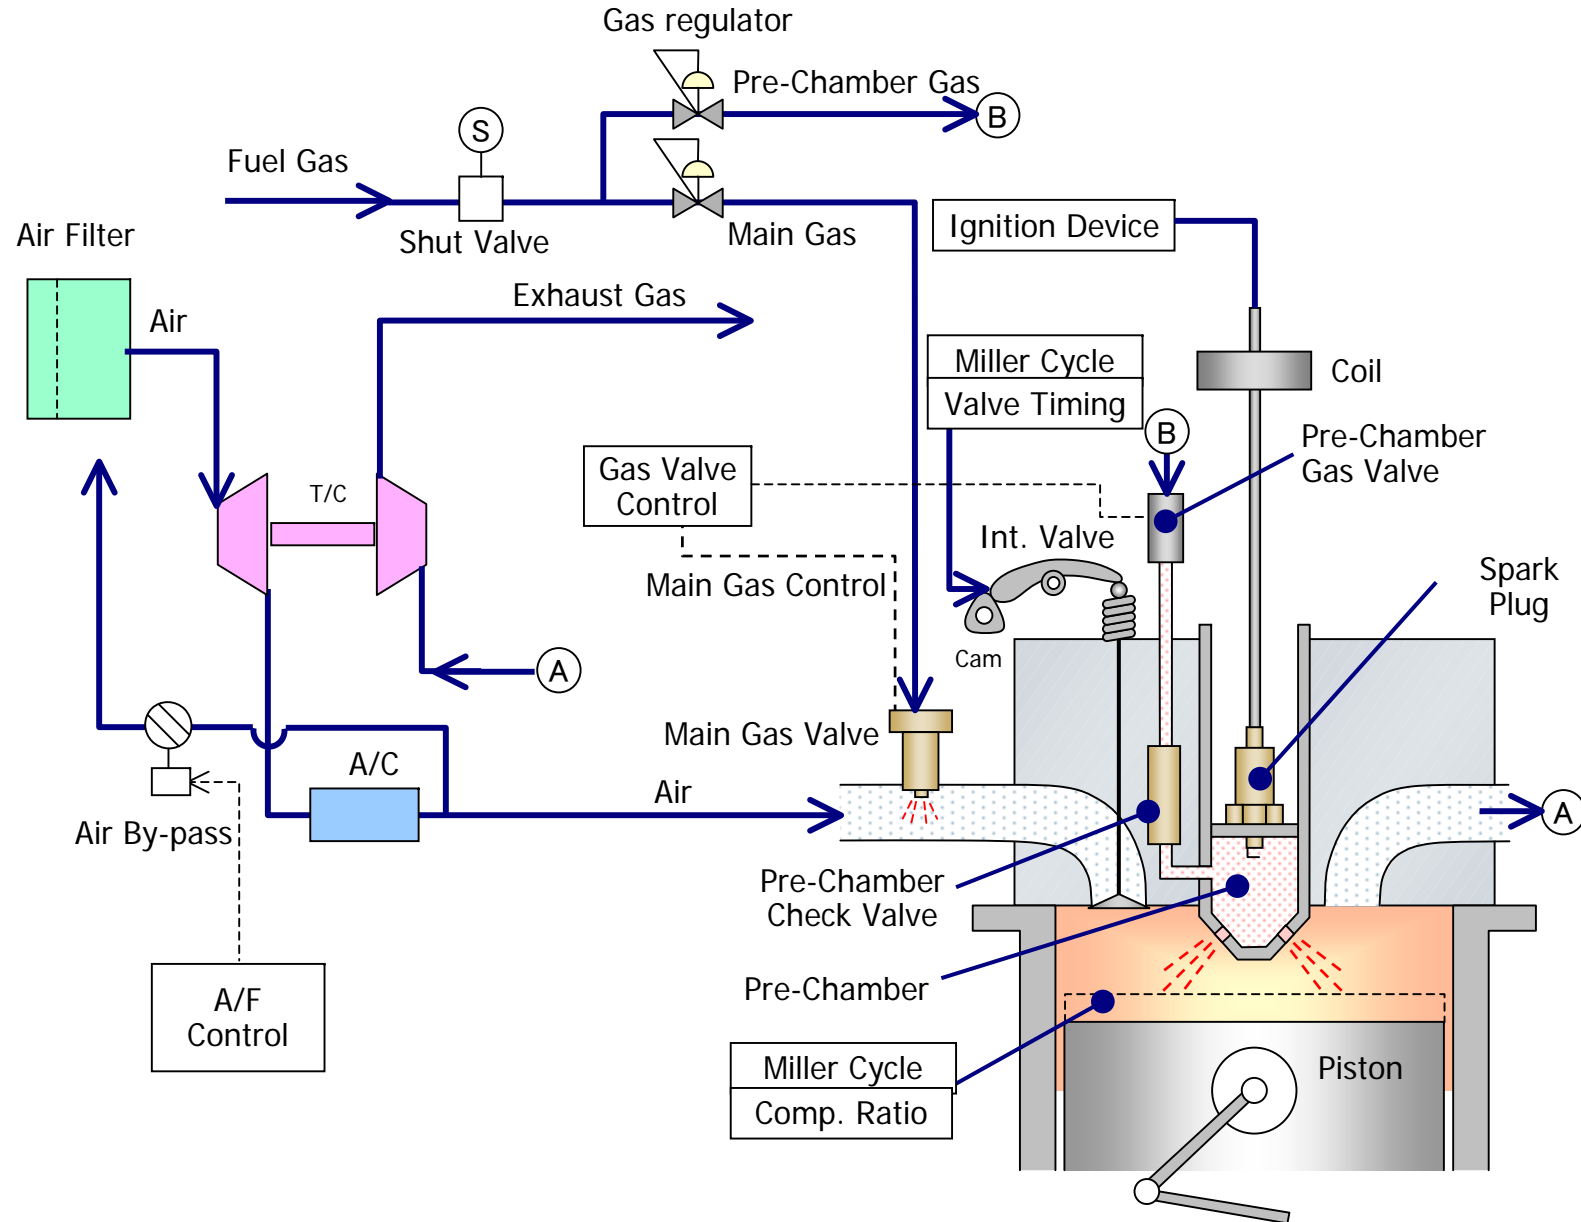 Gas regulator
Pre-Chamber Gas
B
S
Fuel Gas
Shut Valve
Main Gas
Ignition Device
Air Filter
Air
Exhaust Gas
Miller Cycle
Valve Timing
Coil
B
Pre-Chamber
Gas Valve
Gas Valve
Control
T/C
Int. Valve
Main Gas Control
Spark
Plug
Cam
A
Main Gas Valve
A/C
Air
Air By-pass
A
Pre-Chamber
Check Valve
Pre-Chamber
A/F
Control
Miller Cycle
Comp. Ratio
Piston